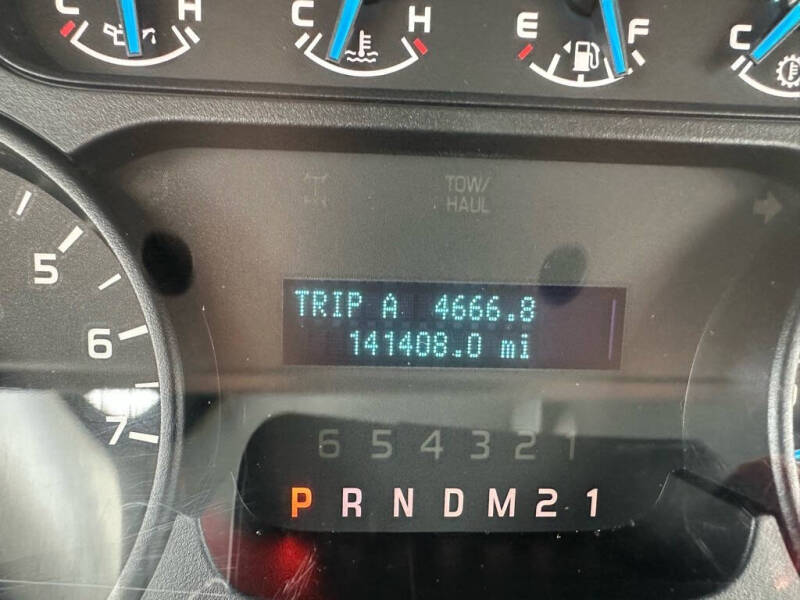 C H C H E F C
TOW/
HAUL
5
6
7
TRIP A 4666.8
141408.0 mi
6 5 4 3 2 1
P R N D M 2 1